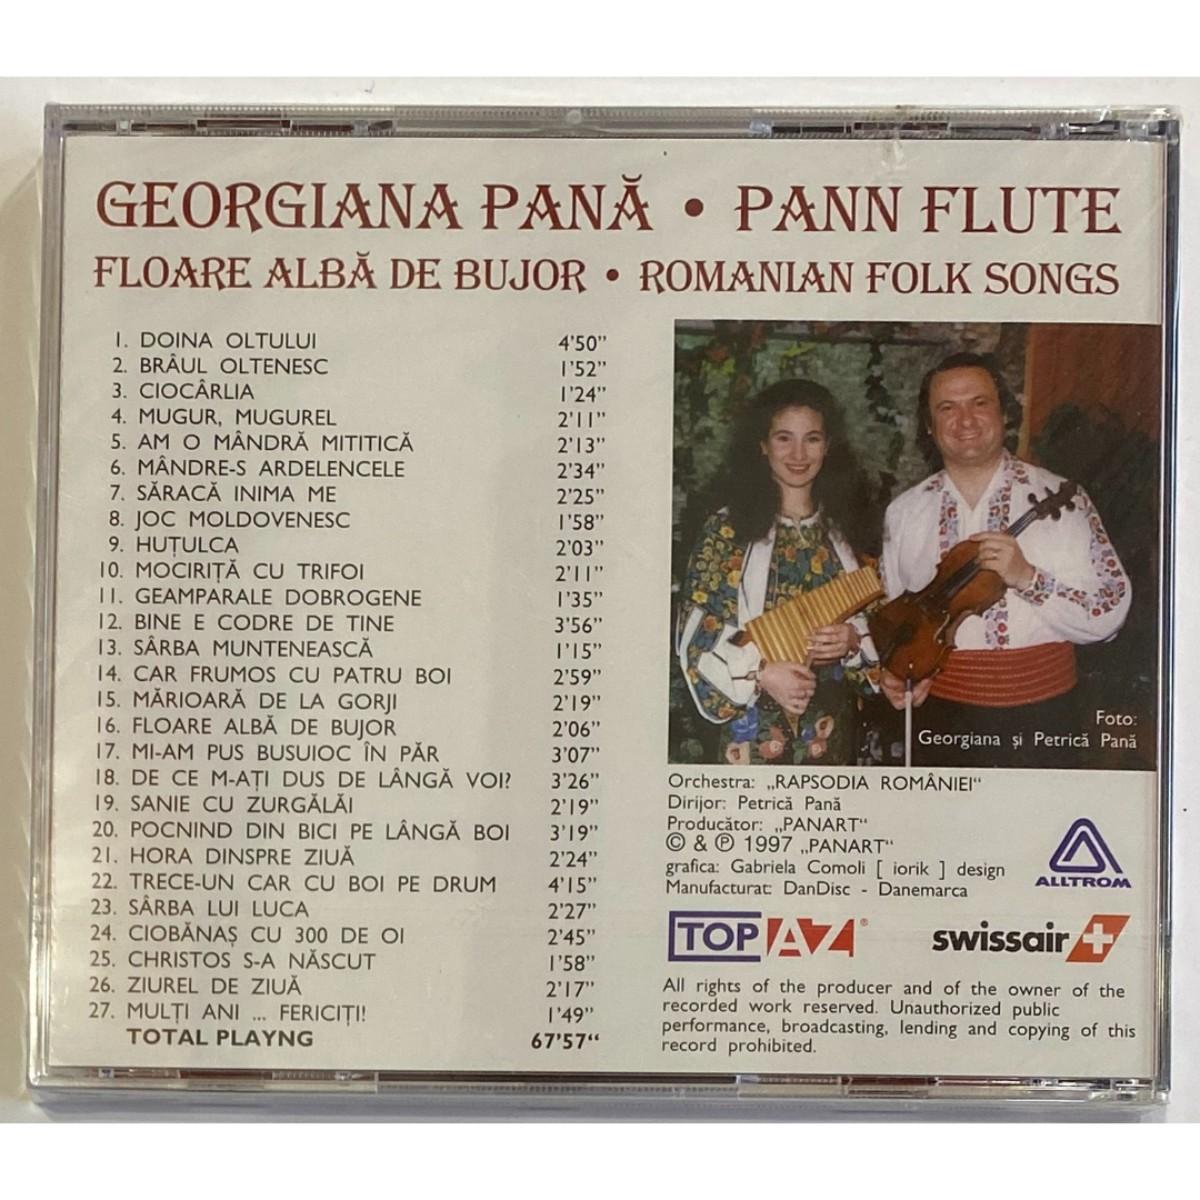 GEORGIANA PANĂ • PANN FLUTE
FLOARE ALBĂ DE BUJOR • ROMANIAN FOLK SONGS
1. DOINA OLTULUI 4'50"
2. BRÂUL OLTENESC 1'52"
3. CIOCÂRLIA 1'24"
4. MUGUR, MUGUREL 2'11"
5. AM O MÂNDRĂ MITITICĂ 2'13"
6. MÂNDRE-S ARDELENCELE 2'34"
7. SĂRACĂ INIMA ME 2'25"
8. JOC MOLDOVENESC 1'58"
9. HUȚULCA 2'03"
10. MOCIRIȚĂ CU TRIFOI 2'11"
11. GEAMPARALE DOBROGENE 1'35"
12. BINE E CODRE DE TINE 3'56"
13. SÂRBA MUNTENEASCĂ 1'15"
14. CAR FRUMOS CU PATRU BOI 2'59"
15. MĂRIOARĂ DE LA GORJI 2'19"
16. FLOARE ALBĂ DE BUJOR 2'06"
17. MI-AM PUS BUSUIOC ÎN PĂR 3'07"
18. DE CE M-AȚI DUS DE LÂNGĂ VOI? 3'26"
19. SANIE CU ZURGĂLĂI 2'19"
20. POCNIND DIN BICI PE LÂNGĂ BOI 3'19"
21. HORA DINSPRE ZIUĂ 2'24"
22. TRECE-UN CAR CU BOI PE DRUM 4'15"
23. SÂRBA LUI LUCA 2'27"
24. CIOBĂNAȘ CU 300 DE OI 2'45"
25. CHRISTOS S-A NĂSCUT 1'58"
26. ZIUREL DE ZIUĂ 2'17"
27. MULȚI ANI ... FERICIȚI! 1'49"
TOTAL PLAYNG 67'57"
Foto:
Georgiana și Petrică Pană
Orchestra: „RAPSODIA ROMÂNIEI"
Dirijor: Petrică Pană
Producător: „PANART"
© & ℗ 1997 „PANART"
grafica: Gabriela Comoli [ iorik ] design
Manufacturat: DanDisc - Danemarca
ALLTROM
TOP AZ®
swissair
All rights of the producer and of the owner of the
recorded work reserved. Unauthorized public
performance, broadcasting, lending and copying of this
record prohibited.